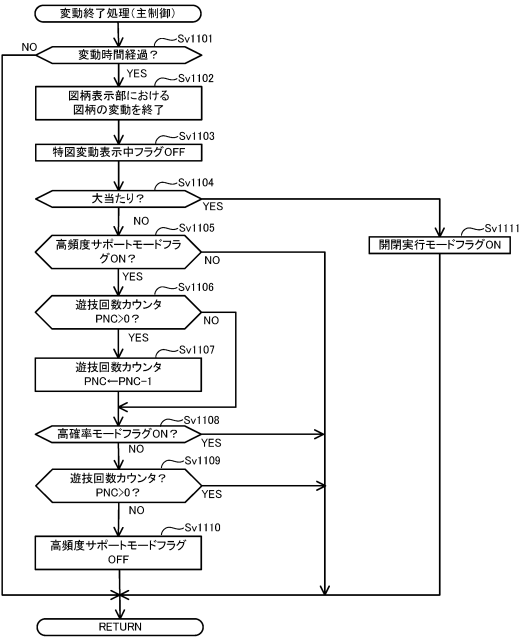 変動終了処理(主制御)
Sv1101
NO
変動時間経過?
YES
Sv1102
図柄表示部における
図柄の変動を終了
Sv1103
特図変動表示中フラグOFF
Sv1104
大当たり?
YES
NO
Sv1105
高頻度サポートモードフラ
グON?
NO
YES
Sv1111
開閉実行モードフラグON
Sv1106
遊技回数カウンタ
PNC>0?
NO
YES
Sv1107
遊技回数カウンタ
PNC←PNC-1
Sv1108
高確率モードフラグON?
YES
NO
Sv1109
遊技回数カウンタ?
PNC>0?
YES
NO
Sv1110
高頻度サポートモードフラグ
OFF
RETURN